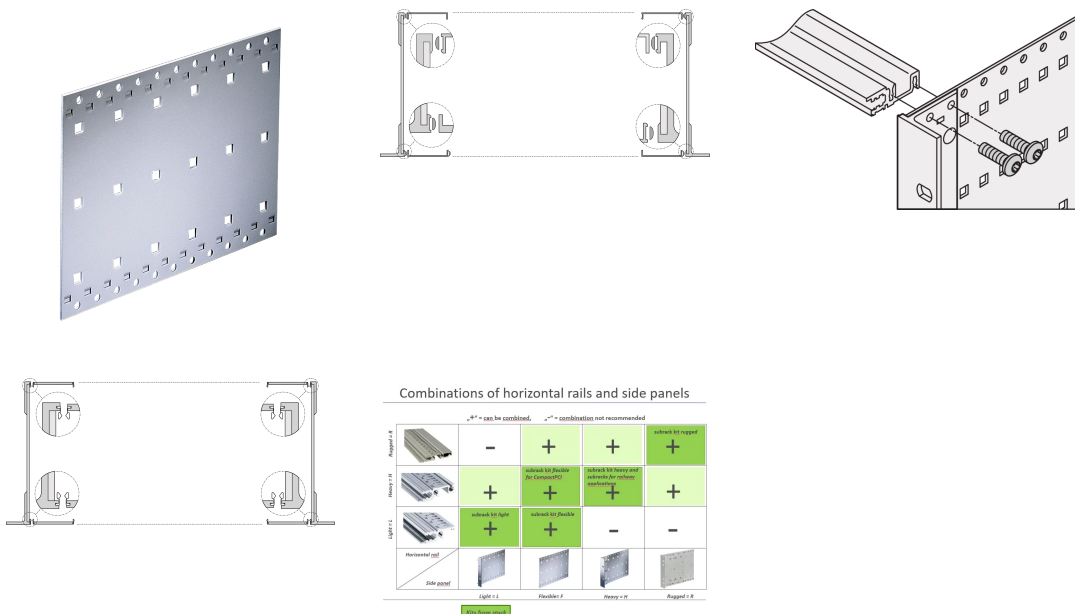 Combinations of horizontal rails and side panels
„+“ = can be combined, „–“ = combination not recommended
Rugged = R
- + +
subrack kit rugged
+
Heavy = H
+
subrack kit flexible
for CompactPCI
+
subrack kit heavy and
subracks for railway
applications
+
+
Light = L
subrack kit light
+
subrack kit flexible
+
- -
Horizontal rail
Side panel
Light = L Flexible= F Heavy = H Rugged = R
Kits from stock